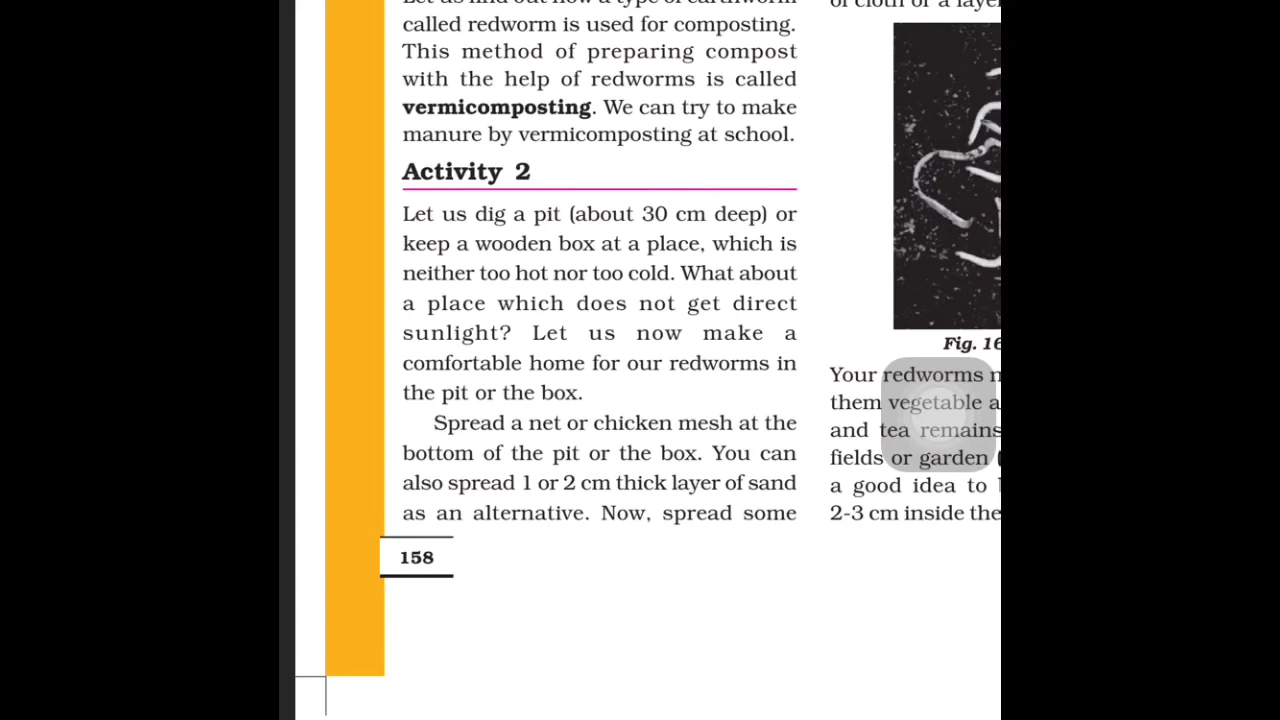 called redworm is used for composting.
This method of preparing compost
with the help of redworms is called
vermicomposting. We can try to make
manure by vermicomposting at school.
Activity 2
Let us dig a pit (about 30 cm deep) or
keep a wooden box at a place, which is
neither too hot nor too cold. What about
a place which does not get direct
sunlight? Let us now make a
comfortable home for our redworms in
the pit or the box.
Spread a net or chicken mesh at the
bottom of the pit or the box. You can
also spread 1 or 2 cm thick layer of sand
as an alternative. Now, spread some
158
of cloth or a
Fig. 16
Your redworms
them vegetable
and tea remains
fields or garden
a good idea to
2-3 cm inside the